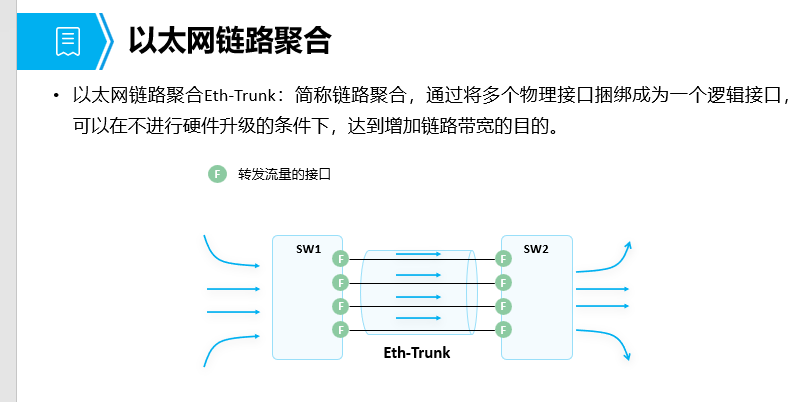 以太网链路聚合
• 以太网链路聚合Eth-Trunk：简称链路聚合，通过将多个物理接口捆绑成为一个逻辑接口，
可以在不进行硬件升级的条件下，达到增加链路带宽的目的。
F 转发流量的接口
SW1 SW2
F F
F F
F F
F F
Eth-Trunk